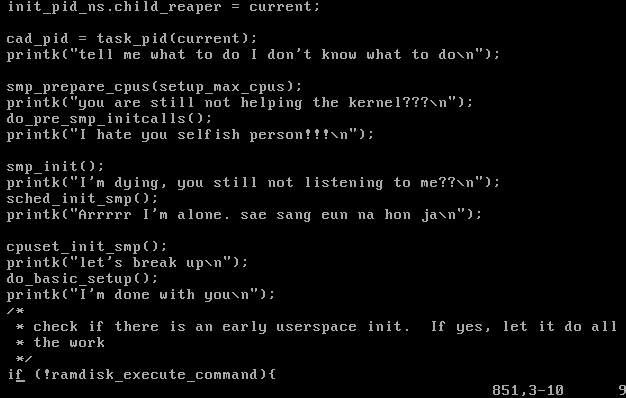 init_pid_ns.child_reaper = current;
cad_pid = task_pid(current);
printk("tell me what to do I don't know what to do\n");
smp_prepare_cpus(setup_max_cpus);
printk("you are still not helping the kernel???\n");
do_pre_smp_initcalls();
printk("I hate you selfish person!!!\n");
smp_init();
printk("I'm dying, you still not listening to me??\n");
sched_init_smp();
printk("Arrrrr I'm alone. sae sang eun na hon ja\n");
cpuset_init_smp();
printk("let's break up\n");
do_basic_setup();
printk("I'm done with you\n");
/*
* check if there is an early userspace init.  If yes, let it do all
* the work
*/
if (!ramdisk_execute_command){
851,3-10 9